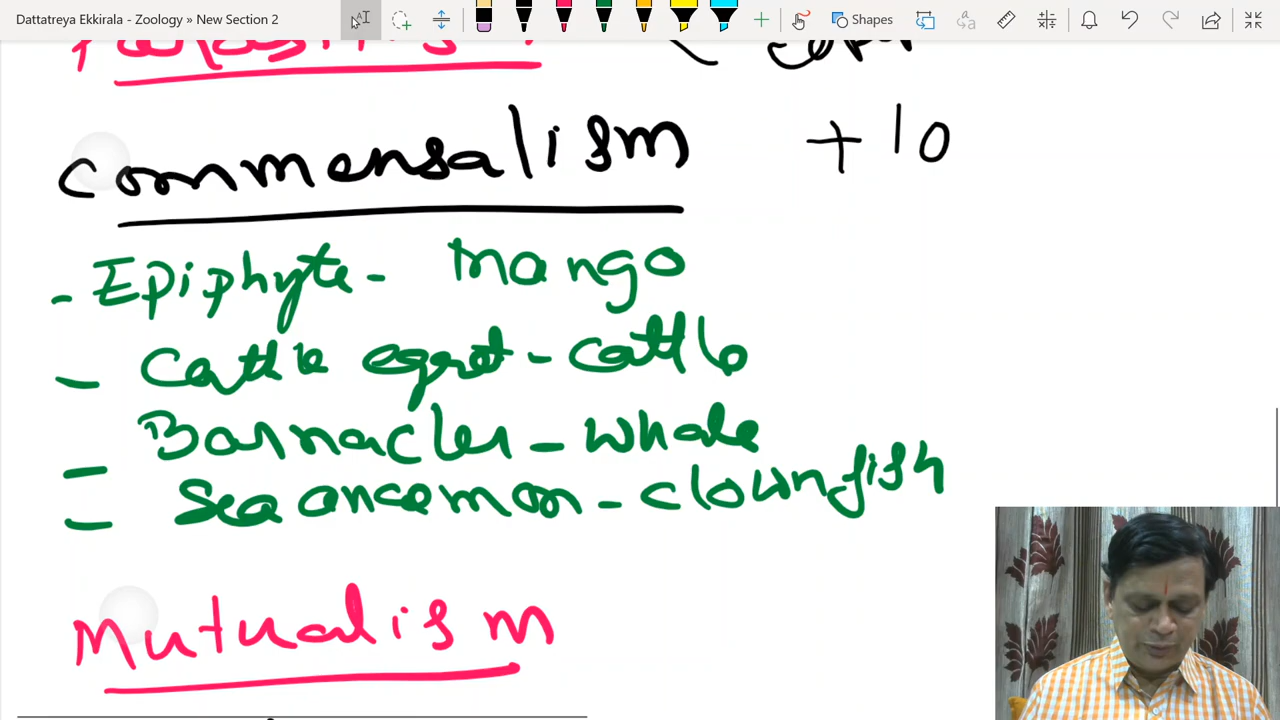 Dattatreya Ekkirala - Zoology » New Section 2
Shapes
Commensalism + 10
- Epiphyte - Mango
- Cattle egret - cattle
- Barnacles - whale
- Sea ancemon - clownfish
Mutualism